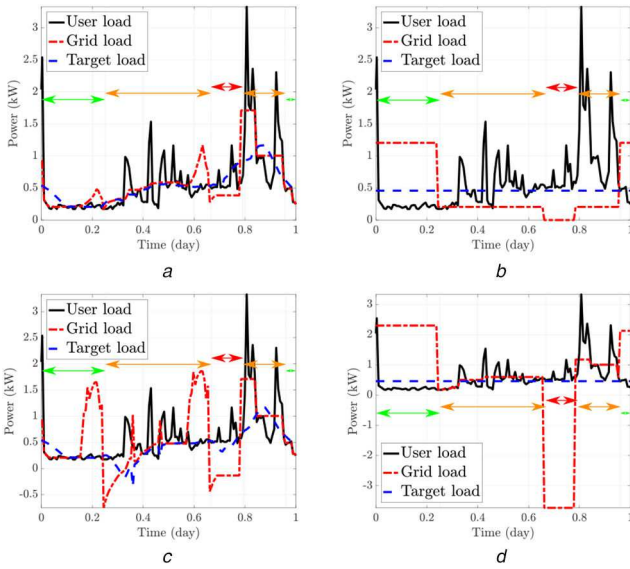 3
2.5
2
1.5
1
0.5
0
Power (kW)
User load
Grid load
Target load
0 0.2 0.4 0.6 0.8 1
Time (day)
a
3
2.5
2
1.5
1
0.5
0
Power (kW)
User load
Grid load
Target load
0 0.2 0.4 0.6 0.8 1
Time (day)
b
3
2.5
2
1.5
1
0.5
0
-0.5
Power (kW)
User load
Grid load
Target load
0 0.2 0.4 0.6 0.8 1
Time (day)
c
3
2
1
0
-1
-2
-3
Power (kW)
User load
Grid load
Target load
0 0.2 0.4 0.6 0.8 1
Time (day)
d